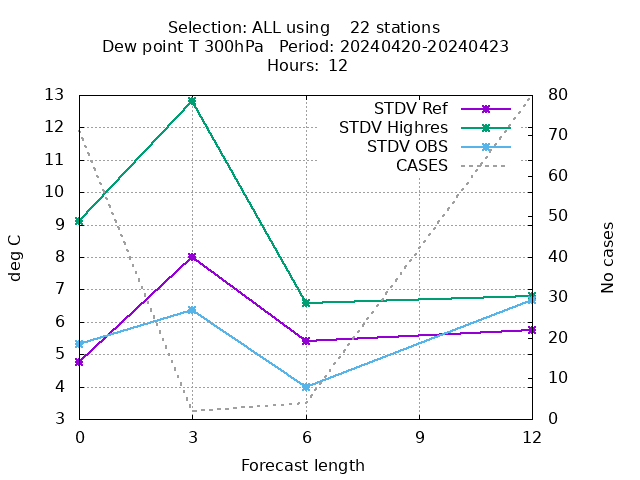 Selection: ALL using    22 stations
Dew point T 300hPa   Period: 20240420-20240423
Hours: 12
13
12
11
10
9
8
7
6
5
4
3
80
70
60
50
40
30
20
10
0
STDV Ref
STDV Highres
STDV OBS
CASES
deg C
No cases
0
3
6
9
12
Forecast length